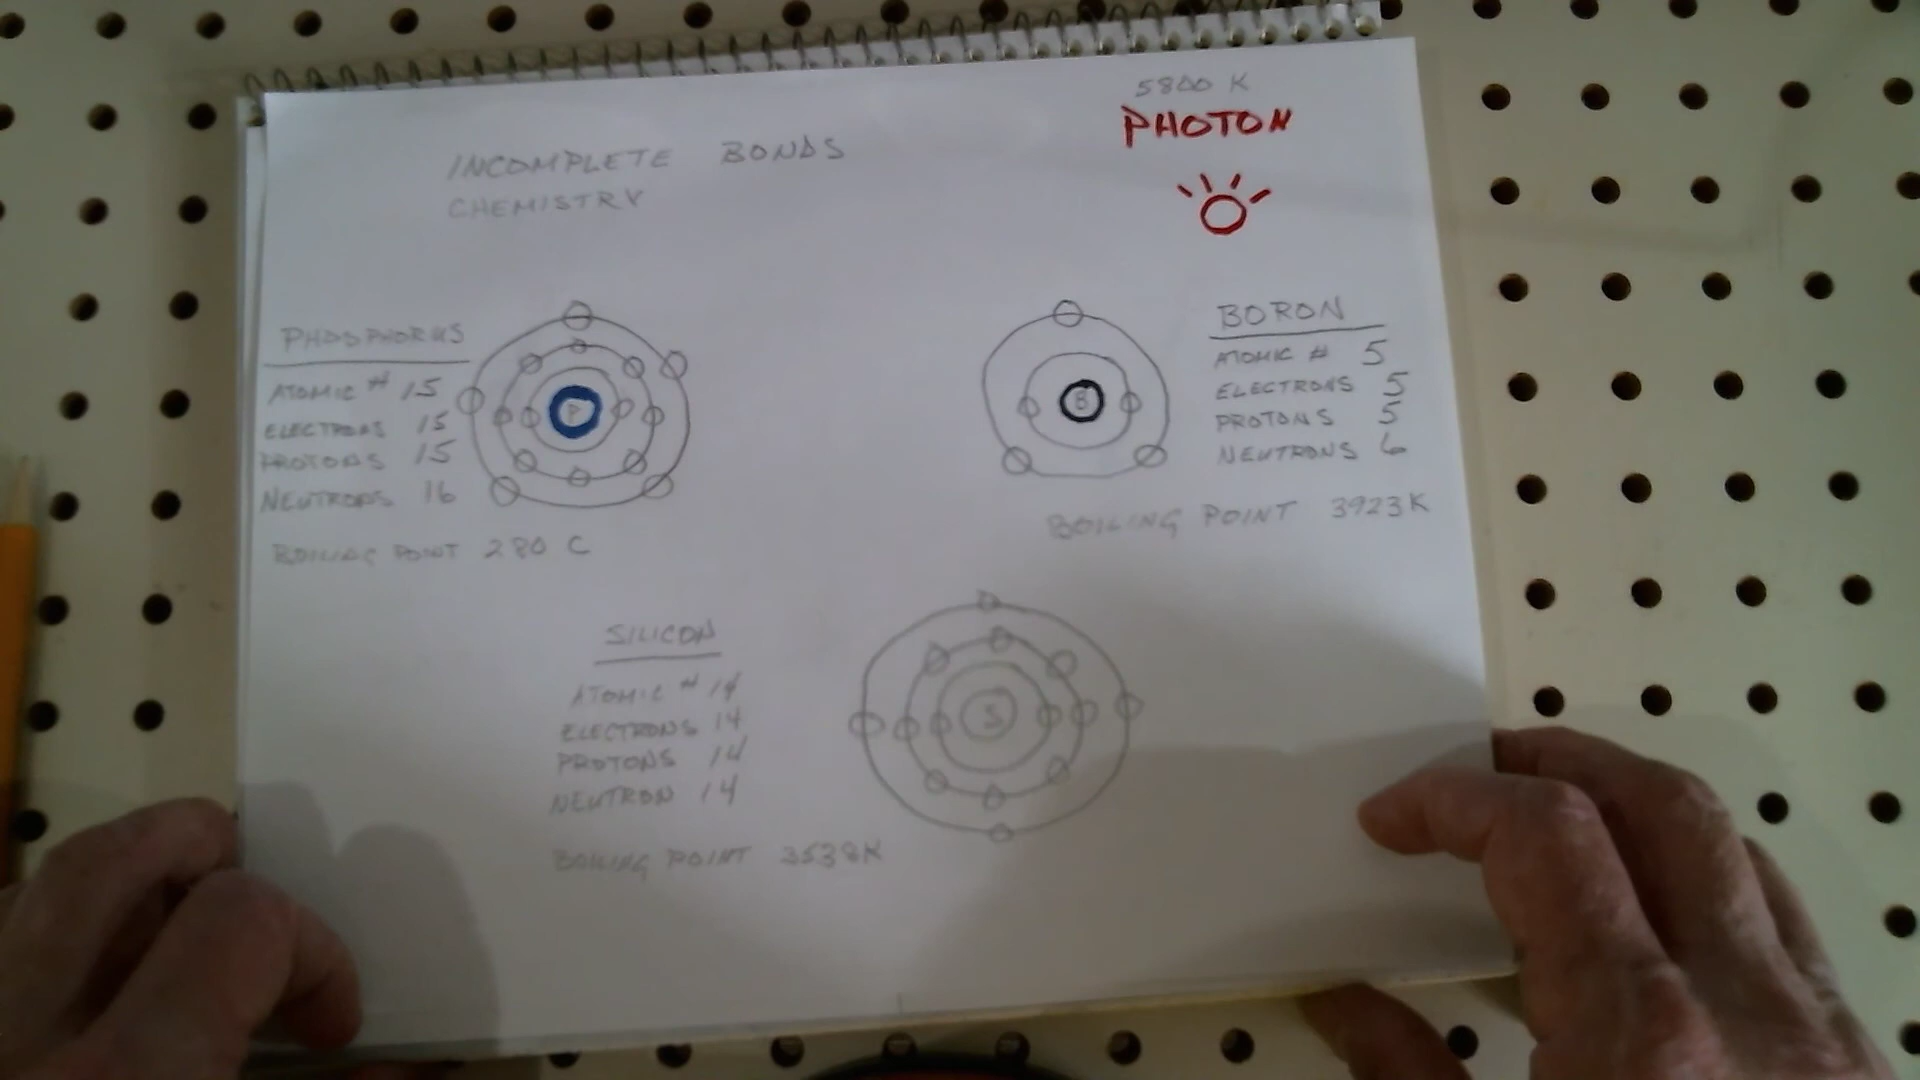 5800 K
PHOTON
INCOMPLETE BONDS
CHEMISTRY
PHOSPHORUS
ATOMIC # 15
ELECTRONS 15
PROTONS 15
NEUTRONS 16
BOILING POINT 280 C
P
BORON
ATOMIC # 5
ELECTRONS 5
PROTONS 5
NEUTRONS 6
BOILING POINT 3923K
B
SILICON
ATOMIC # 14
ELECTRONS 14
PROTONS 14
NEUTRON 14
BOILING POINT 3538K
S